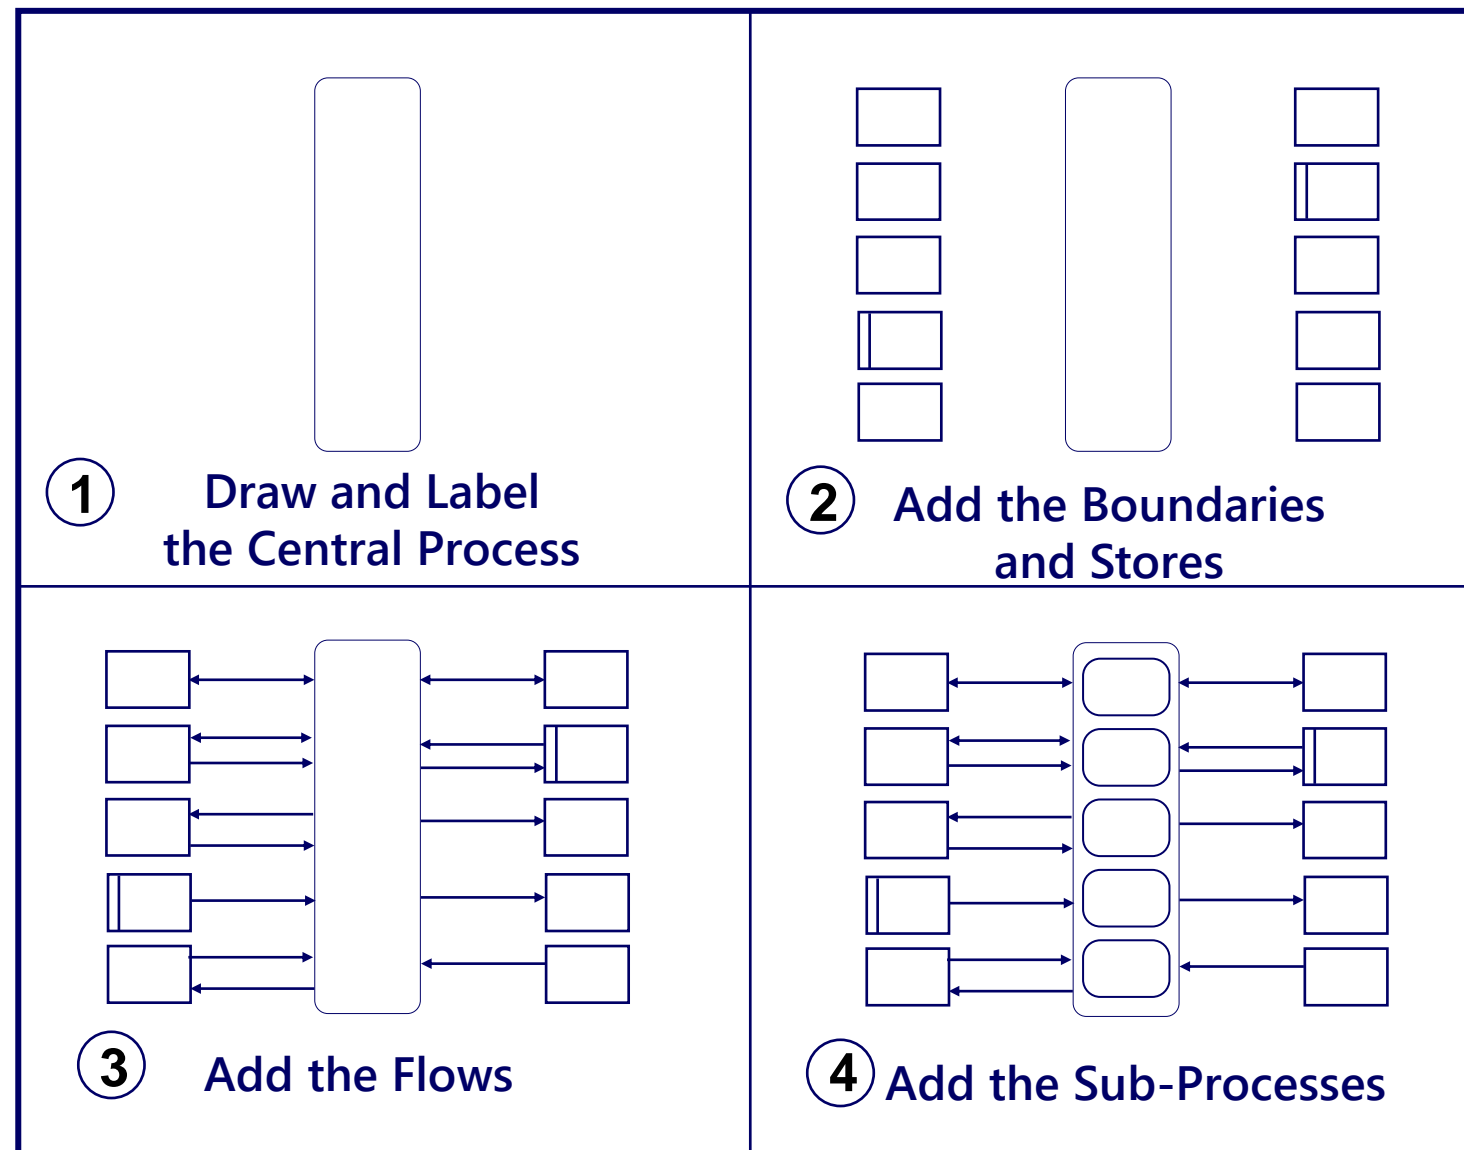 1
Draw and Label
the Central Process
2
Add the Boundaries
and Stores
3
Add the Flows
4
Add the Sub-Processes